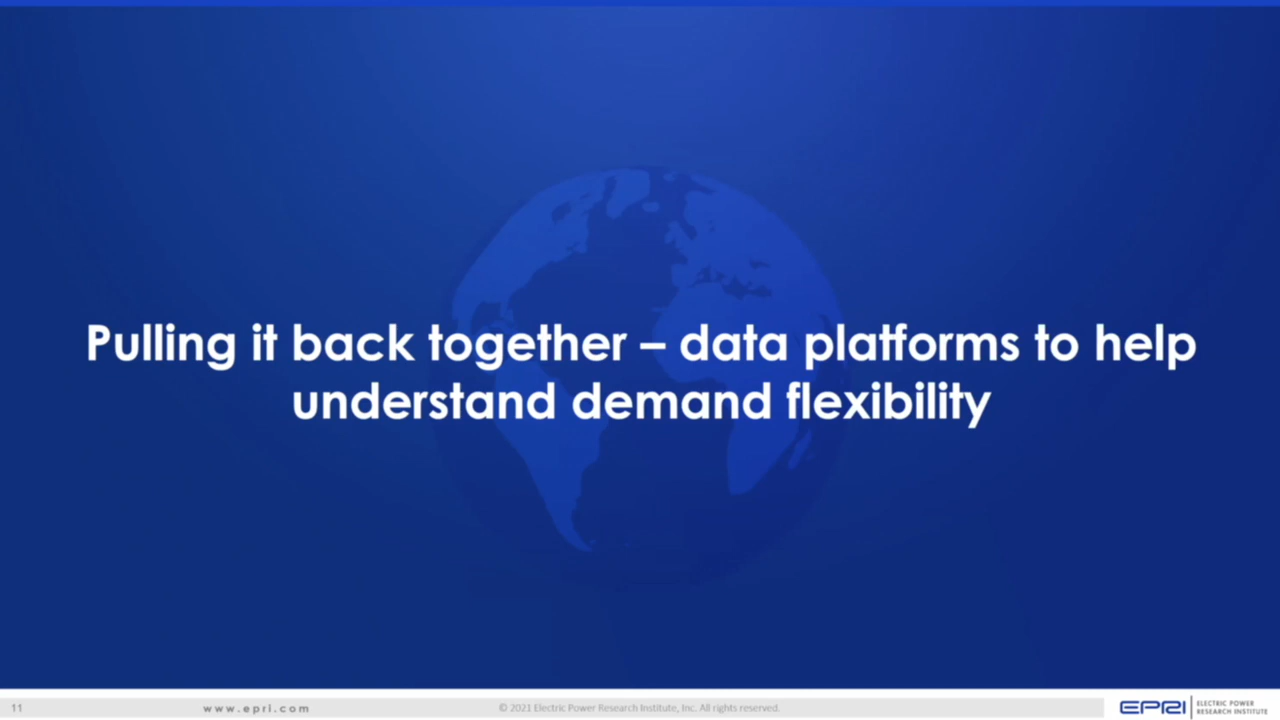 Pulling it back together – data platforms to help
understand demand flexibility
11
www.epri.com
© 2021 Electric Power Research Institute, Inc. All rights reserved.
EPRI
ELECTRIC POWER
RESEARCH INSTITUTE